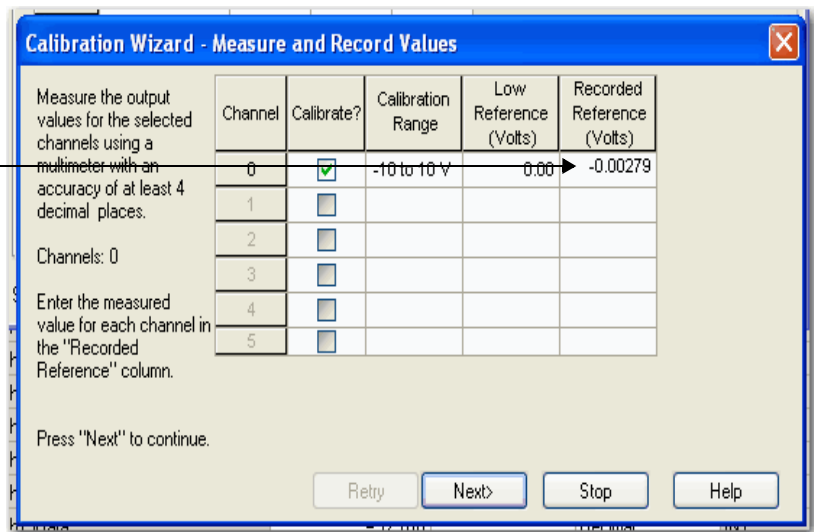 Calibration Wizard - Measure and Record Values
Measure the output
values for the selected
channels using a
multimeter with an
accuracy of at least 4
decimal places.
Channels: 0
Enter the measured
value for each channel in
the "Recorded
Reference" column.
Press "Next" to continue.
Channel Calibrate? Calibration Range Low Reference (Volts) Recorded Reference (Volts)
0 -10 to 10 V 0.00 -0.00279
1
2
3
4
5
Retry Next> Stop Help